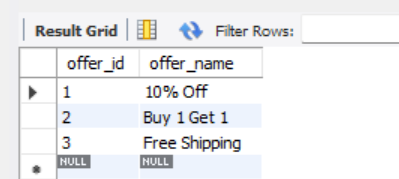 Result Grid Filter Rows:
offer_id offer_name
1 10% Off
2 Buy 1 Get 1
3 Free Shipping
NULL NULL